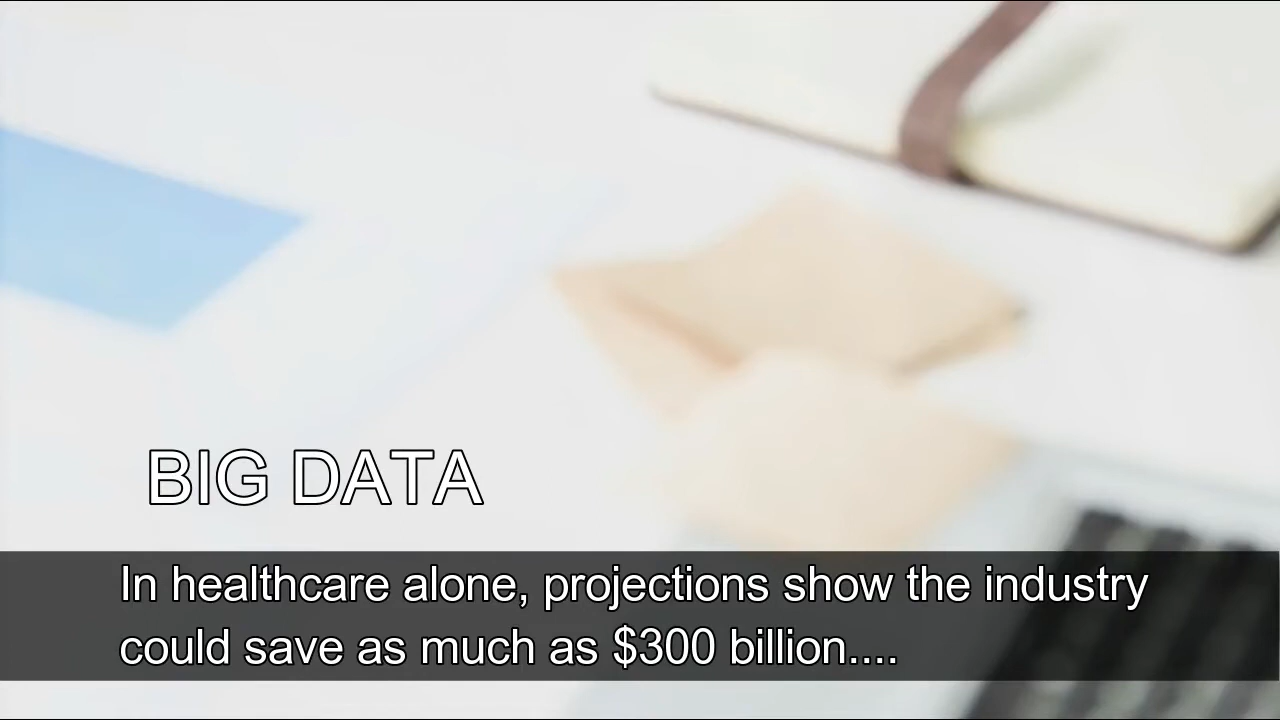 BIG DATA
In healthcare alone, projections show the industry
could save as much as $300 billion....